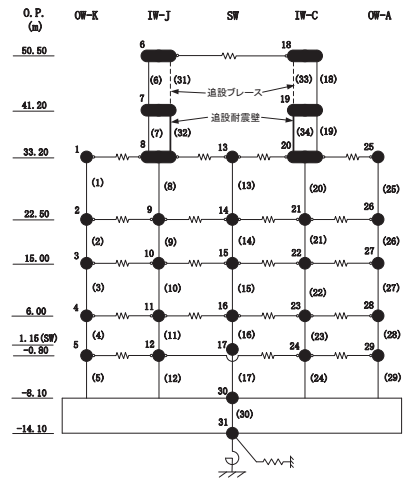 O.P. (m) OW-K IW-J SW IW-C OW-A
50.50 6 18
(6) (31) (33) (18)
追設ブレース
41.20 7 19
追設耐震壁
(7) (32) (34) (19)
33.20 1 8 13 20 25
(1) (8) (13) (20) (25)
22.50 2 9 14 21 26
(2) (9) (14) (21) (26)
15.00 3 10 15 22 27
(3) (10) (15) (22) (27)
6.00 4 11 16 23 28
(4) (11) (16) (23) (28)
1.15(SW) 17
-0.80 5 12 24 29
(5) (12) (17) (24) (29)
-8.10 30
(30)
-14.10 31